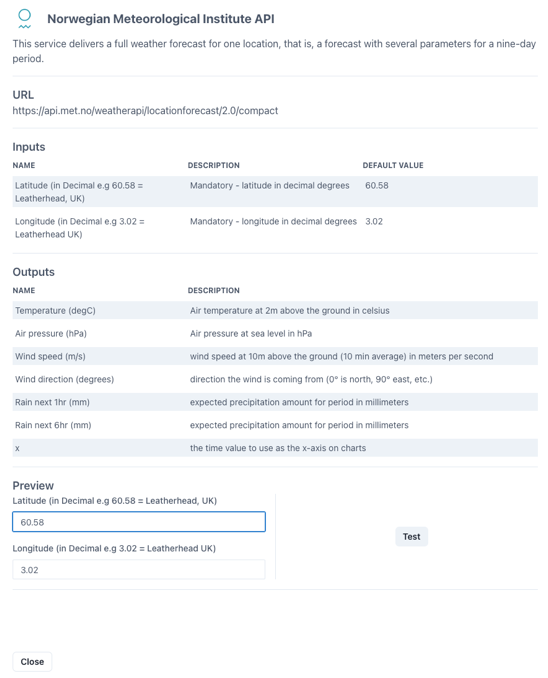 Norwegian Meteorological Institute API
This service delivers a full weather forecast for one location, that is, a forecast with several parameters for a nine-day
period.
URL
https://api.met.no/weatherapi/locationforecast/2.0/compact
Inputs
NAME DESCRIPTION DEFAULT VALUE
Latitude (in Decimal e.g 60.58 = Mandatory - latitude in decimal degrees 60.58
Leatherhead, UK)
Longitude (in Decimal e.g 3.02 = Mandatory - longitude in decimal degrees 3.02
Leatherhead UK)
Outputs
NAME DESCRIPTION
Temperature (degC) Air temperature at 2m above the ground in celsius
Air pressure (hPa) Air pressure at sea level in hPa
Wind speed (m/s) wind speed at 10m above the ground (10 min average) in meters per second
Wind direction (degrees) direction the wind is coming from (0° is north, 90° east, etc.)
Rain next 1hr (mm) expected precipitation amount for period in millimeters
Rain next 6hr (mm) expected precipitation amount for period in millimeters
x the time value to use as the x-axis on charts
Preview
Latitude (in Decimal e.g 60.58 = Leatherhead, UK)
60.58
Test
Longitude (in Decimal e.g 3.02 = Leatherhead UK)
3.02
Close